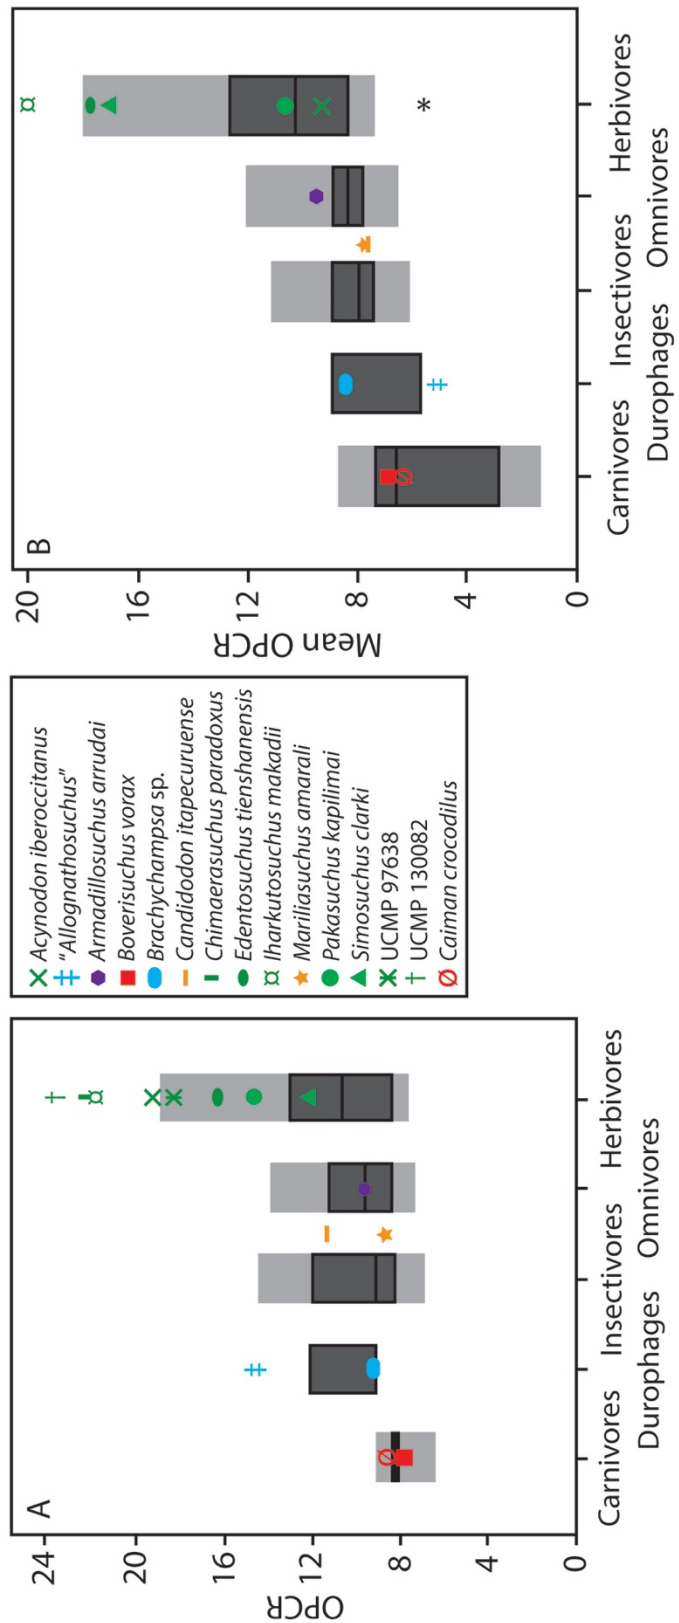 A
24
20
16
12
8
4
0
OPCR
Carnivores
Durophages
Insectivores
Omnivores
Herbivores
Acynodon iberoccitanus
"Allognathosuchus"
Armadillosuchus arrudai
Boverisuchus vorax
Brachychampsa sp.
Candidodon itapecuruense
Chimaerasuchus paradoxus
Edentosuchus tienshanensis
Iharkutosuchus makadii
Mariliasuchus amarali
Pakasuchus kapilimai
Simosuchus clarki
UCMP 97638
UCMP 130082
Caiman crocodilus
B
20
16
12
8
4
0
Mean OPCR
*
Carnivores
Durophages
Insectivores
Omnivores
Herbivores